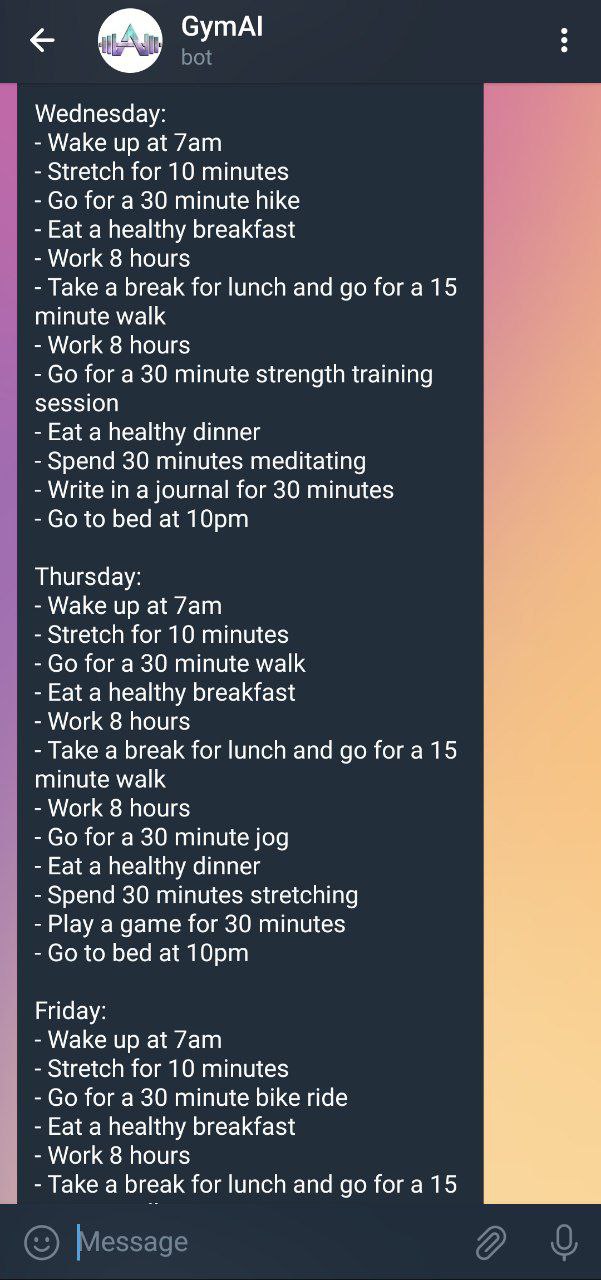 GymAI
bot
Wednesday:
- Wake up at 7am
- Stretch for 10 minutes
- Go for a 30 minute hike
- Eat a healthy breakfast
- Work 8 hours
- Take a break for lunch and go for a 15
minute walk
- Work 8 hours
- Go for a 30 minute strength training
session
- Eat a healthy dinner
- Spend 30 minutes meditating
- Write in a journal for 30 minutes
- Go to bed at 10pm
Thursday:
- Wake up at 7am
- Stretch for 10 minutes
- Go for a 30 minute walk
- Eat a healthy breakfast
- Work 8 hours
- Take a break for lunch and go for a 15
minute walk
- Work 8 hours
- Go for a 30 minute jog
- Eat a healthy dinner
- Spend 30 minutes stretching
- Play a game for 30 minutes
- Go to bed at 10pm
Friday:
- Wake up at 7am
- Stretch for 10 minutes
- Go for a 30 minute bike ride
- Eat a healthy breakfast
- Work 8 hours
- Take a break for lunch and go for a 15
Message